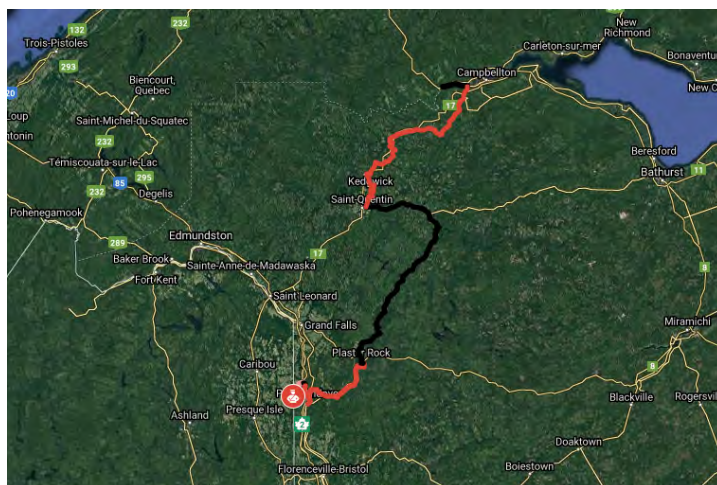 132
232
New
Richmond
Trois-Pistoles
Carleton-sur-mer
293
Bonaventu
Biencourt,
Quebec
Campbellton
20
New C
Loup
17
Saint-Michel-du-Squatec
ntonin
232
Témiscouata-sur-le-Lac
295
Beresford
Kedgwick
232
85
Degelis
Bathurst
11
Saint-Quentin
Pohenegamook
289
Edmundston
Baker Brook
Sainte-Anne-de-Madawaska
17
8
Fort Kent
Saint Leonard
Grand Falls
Miramichi
Plaster Rock
Caribou
8
Blackville
Rogersvil
Ashland
Presque Isle
2
Doaktown
Florenceville-Bristol
Boiestown